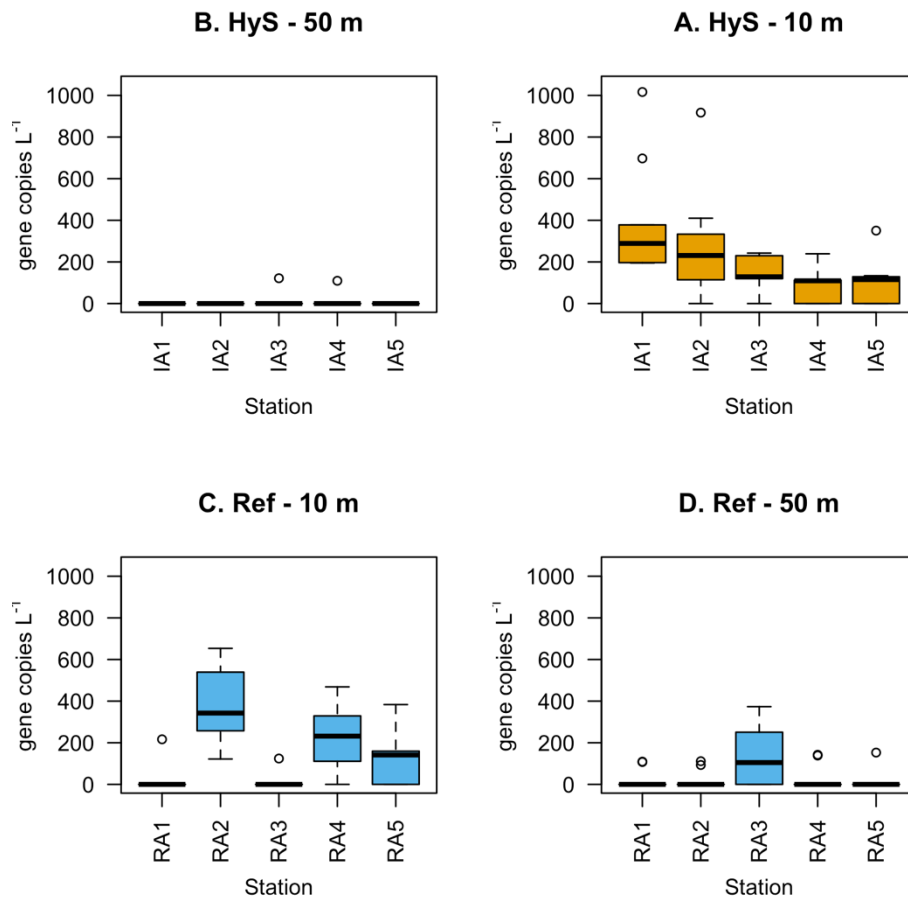 B. HyS - 50 m
gene copies L⁻¹
1000
800
600
400
200
0
IA1
IA2
IA3
IA4
IA5
Station
A. HyS - 10 m
gene copies L⁻¹
1000
800
600
400
200
0
IA1
IA2
IA3
IA4
IA5
Station
C. Ref - 10 m
gene copies L⁻¹
1000
800
600
400
200
0
RA1
RA2
RA3
RA4
RA5
Station
D. Ref - 50 m
gene copies L⁻¹
1000
800
600
400
200
0
RA1
RA2
RA3
RA4
RA5
Station